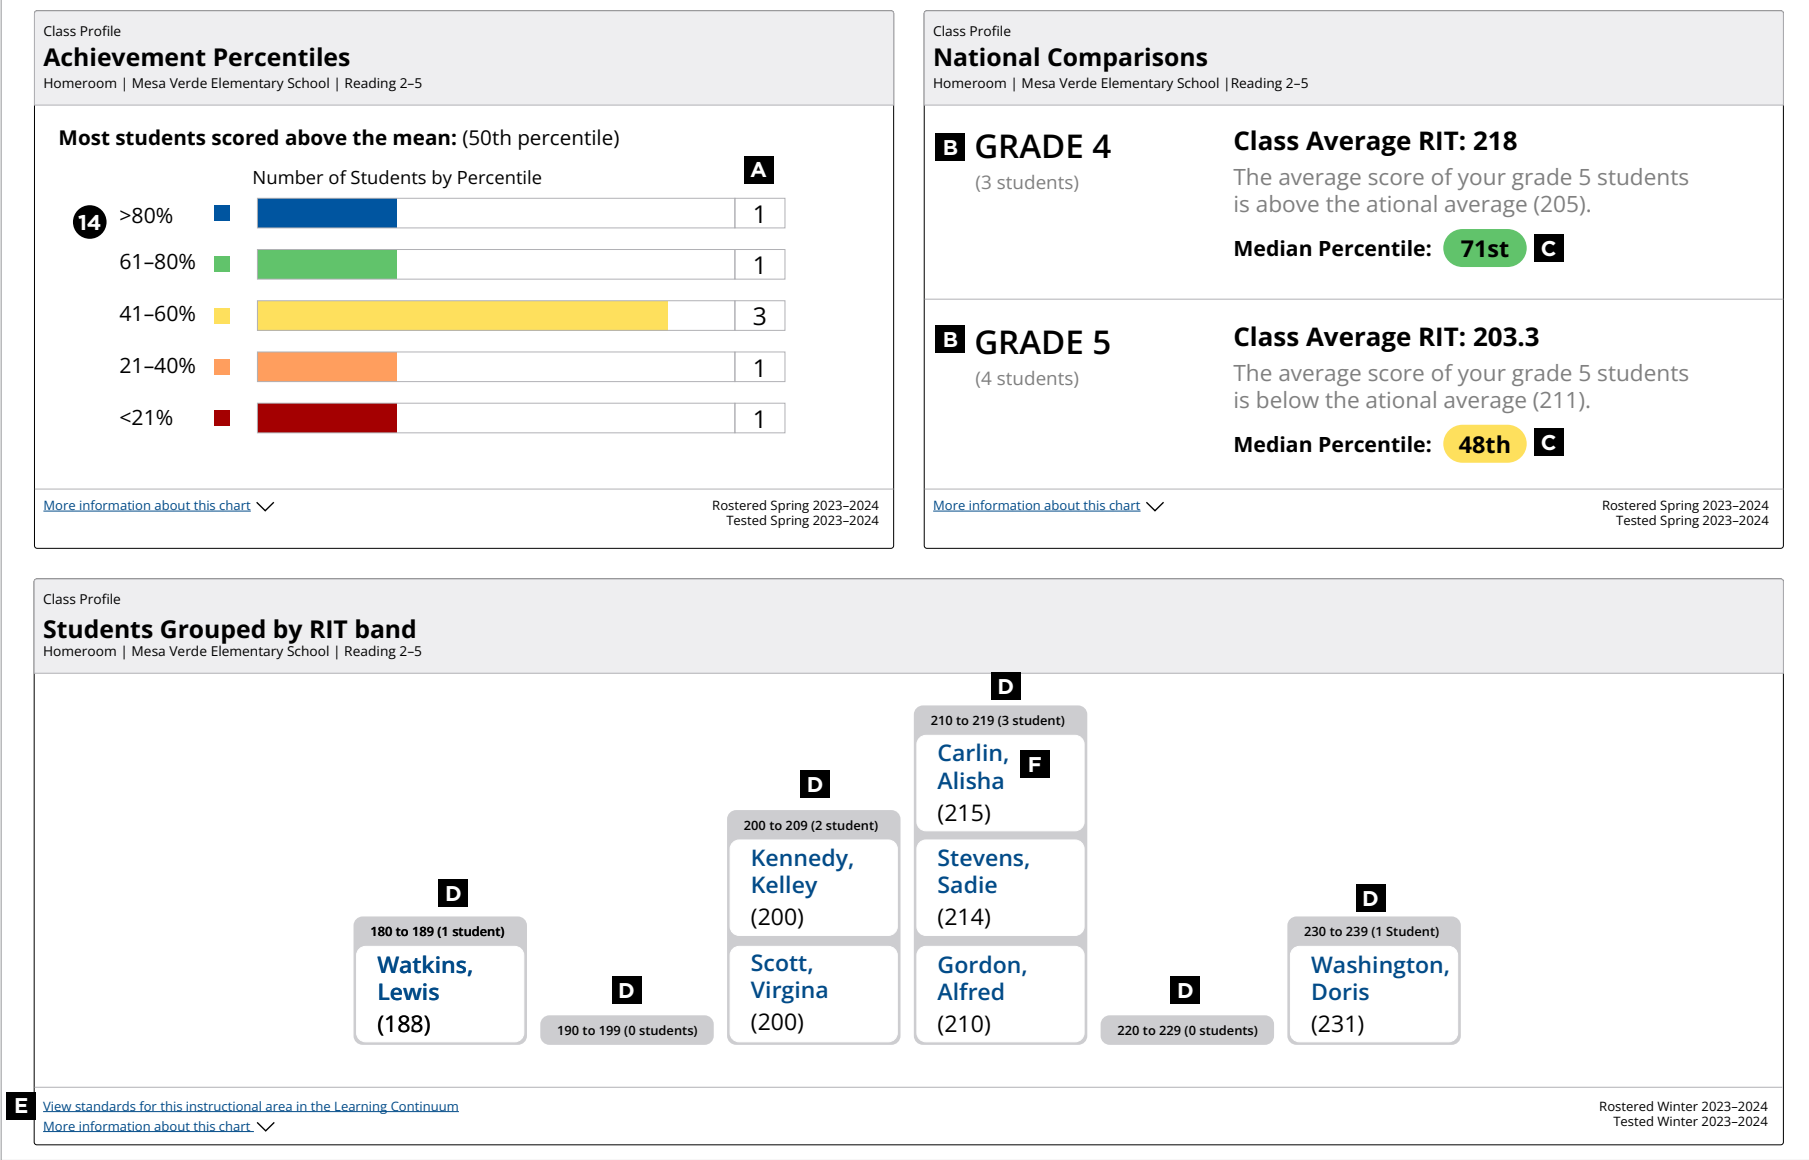 Class Profile
Achievement Percentiles
Homeroom | Mesa Verde Elementary School | Reading 2–5
Most students scored above the mean: (50th percentile)
A
Number of Students by Percentile
14
>80%
1
61–80%
1
41–60%
3
21–40%
1
<21%
1
More information about this chart
Rostered Spring 2023–2024
Tested Spring 2023–2024
Class Profile
National Comparisons
Homeroom | Mesa Verde Elementary School |Reading 2–5
B GRADE 4
(3 students)
Class Average RIT: 218
The average score of your grade 5 students
is above the ational average (205).
Median Percentile: 71st C
B GRADE 5
(4 students)
Class Average RIT: 203.3
The average score of your grade 5 students
is below the ational average (211).
Median Percentile: 48th C
More information about this chart
Rostered Spring 2023–2024
Tested Spring 2023–2024
Class Profile
Students Grouped by RIT band
Homeroom | Mesa Verde Elementary School | Reading 2–5
D
180 to 189 (1 student)
Watkins,
Lewis
(188)
D
190 to 199 (0 students)
D
200 to 209 (2 student)
Kennedy,
Kelley
(200)
Scott,
Virgina
(200)
D
210 to 219 (3 student)
Carlin,
Alisha
F
(215)
Stevens,
Sadie
(214)
Gordon,
Alfred
(210)
D
220 to 229 (0 students)
D
230 to 239 (1 Student)
Washington,
Doris
(231)
E
View standards for this instructional area in the Learning Continuum
More information about this chart
Rostered Winter 2023–2024
Tested Winter 2023–2024